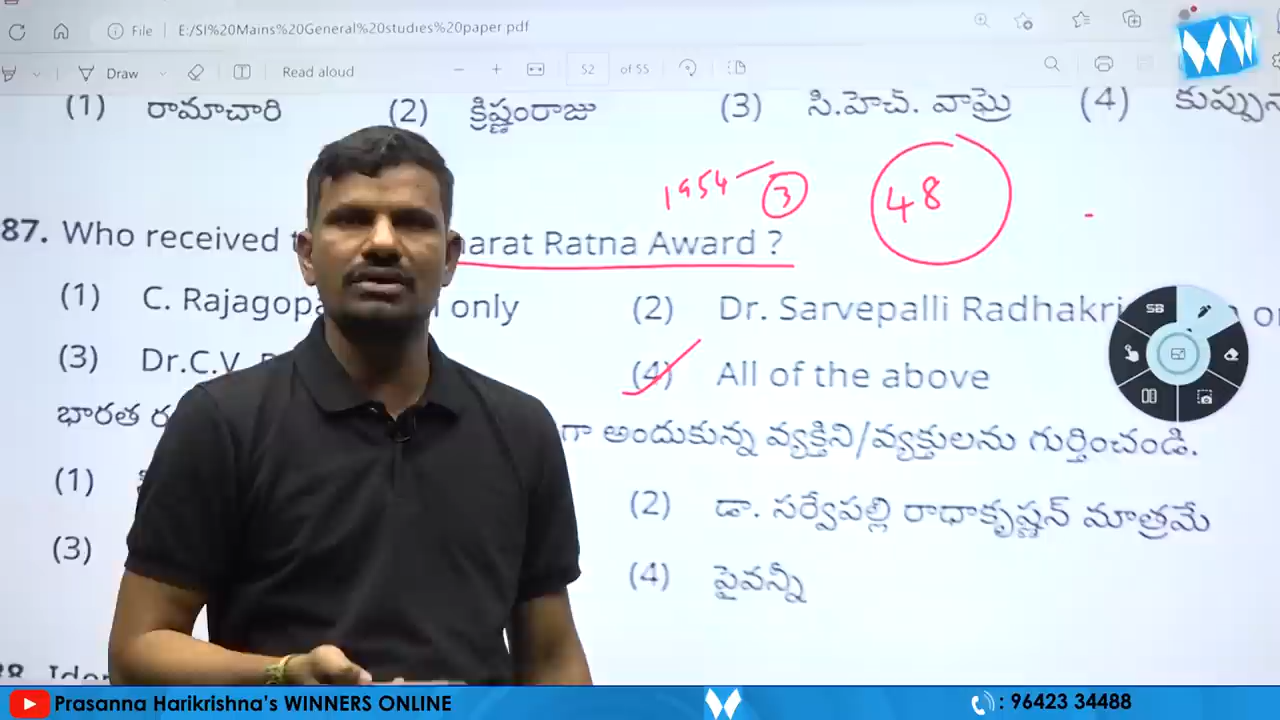 File E:/SI%20Mains%20General%20studies%20paper pdf
Draw Read aloud 52 of 55
(1) రామాచారి (2) క్రిష్ణంరాజు (3) సి.హెచ్. వాఘ్రె (4)
1954 3 48
87. Who received Bharat Ratna Award ?
(1) C. only (2) Dr. Sarvepalli
(3) Dr.C.V. (4) All of the above
భారత గా అందుకున్న వ్యక్తిని/వ్యక్తులను గుర్తించండి.
(1) (2) డా. సర్వేపల్లి రాధాకృష్ణన్ మాత్రమే
(3) (4) పైవన్నీ
SB
Prasanna Harikrishna's WINNERS ONLINE : 96423 34488